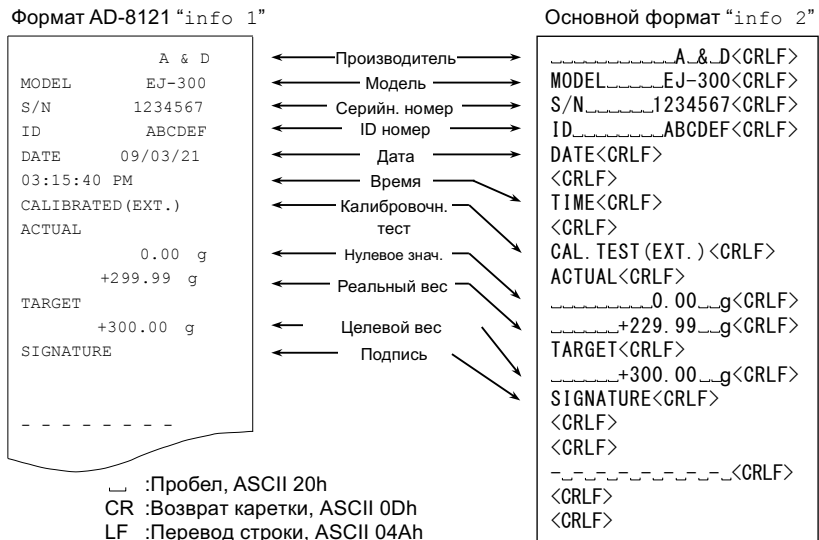 Формат AD-8121 “info 1”
A & D
MODEL EJ-300
S/N 1234567
ID ABCDEF
DATE 09/03/21
03:15:40 PM
CALIBRATED(EXT.)
ACTUAL
0.00 g
+299.99 g
TARGET
+300.00 g
SIGNATURE
- - - - - - - -
Производитель
Модель
Серийн. номер
ID номер
Дата
Время
Калибровочн.
тест
Нулевое знач.
Реальный вес
Целевой вес
Подпись
Основной формат “info 2”
␣␣␣␣␣␣␣␣␣␣␣A␣&␣D<CRLF>
MODEL␣␣␣␣␣EJ-300<CRLF>
S/N␣␣␣␣␣␣1234567<CRLF>
ID␣␣␣␣␣␣␣␣ABCDEF<CRLF>
DATE<CRLF>
<CRLF>
TIME<CRLF>
<CRLF>
CAL.TEST(EXT.)<CRLF>
ACTUAL<CRLF>
␣␣␣␣␣␣␣␣␣0.00␣␣g<CRLF>
␣␣␣␣␣␣+229.99␣␣g<CRLF>
TARGET<CRLF>
␣␣␣␣␣␣+300.00␣␣g<CRLF>
SIGNATURE<CRLF>
<CRLF>
<CRLF>
-␣-␣-␣-␣-␣-␣-␣-␣<CRLF>
<CRLF>
<CRLF>
␣ :Пробел, ASCII 20h
CR :Возврат каретки, ASCII 0Dh
LF :Перевод строки, ASCII 04Ah